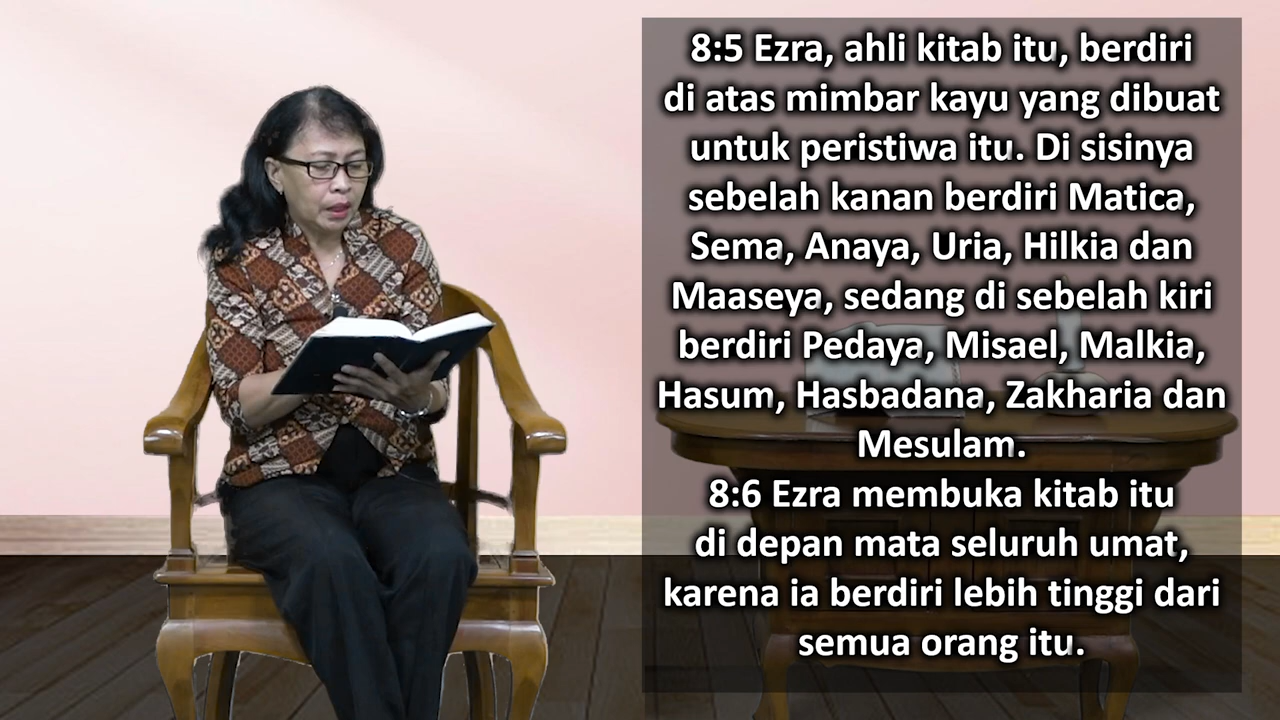 8:5 Ezra, ahli kitab itu, berdiri
di atas mimbar kayu yang dibuat
untuk peristiwa itu. Di sisinya
sebelah kanan berdiri Matica,
Sema, Anaya, Uria, Hilkia dan
Maaseya, sedang di sebelah kiri
berdiri Pedaya, Misael, Malkia,
Hasum, Hasbadana, Zakharia dan
Mesulam.
8:6 Ezra membuka kitab itu
di depan mata seluruh umat,
karena ia berdiri lebih tinggi dari
semua orang itu.